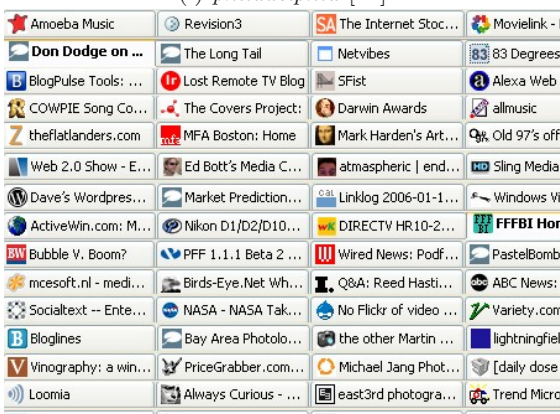 Amoeba Music Revision3 The Internet Stoc... Movielink -
Don Dodge on ... The Long Tail Netvibes 83 Degrees
BlogPulse Tools: ... Lost Remote TV Blog SFist Alexa Web
COWPIE Song Co... The Covers Project: Darwin Awards allmusic
theflatlanders.com MFA Boston: Home Mark Harden's Art... Old 97's off
Web 2.0 Show - E... Ed Bott's Media C... atmaspheric | end... Sling Media
Dave's Wordpres... Market Prediction... Linklog 2006-01-1... Windows Vi
ActiveWin.com: M... Nikon D1/D2/D10... DIRECTV HR10-2... FFFBI Hom
Bubble V. Boom? PFF 1.1.1 Beta 2 ... Wired News: Podf... PastelBomb
mcesoft.nl - medi... Birds-Eye.Net Wh... Q&A: Reed Hasti... ABC News:
Socialtext -- Ente... NASA - NASA Tak... No Flickr of video ... Variety.com
Bloglines Bay Area Photolo... the other Martin ... lightningfiel
Vinography: a win... PriceGrabber.com... Michael Jang Phot... [daily dose
Loomia Always Curious - ... east3rd photogra... Trend Micro